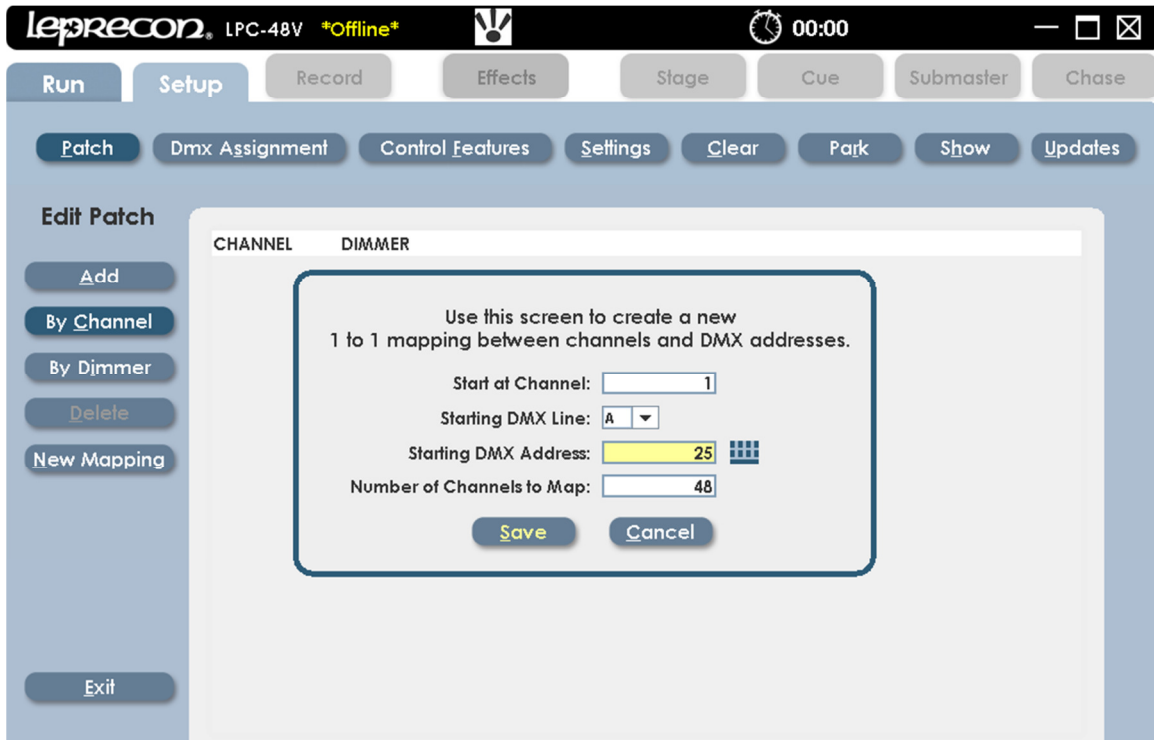 leprecon. LPC-48V *Offline* 00:00
Run Setup Record Effects Stage Cue Submaster Chase
Patch Dmx Assignment Control Features Settings Clear Park Show Updates
Edit Patch
CHANNEL DIMMER
Add
By Channel
By Dimmer
Delete
New Mapping
Exit
Use this screen to create a new
1 to 1 mapping between channels and DMX addresses.
Start at Channel: 1
Starting DMX Line: A
Starting DMX Address: 25
Number of Channels to Map: 48
Save Cancel